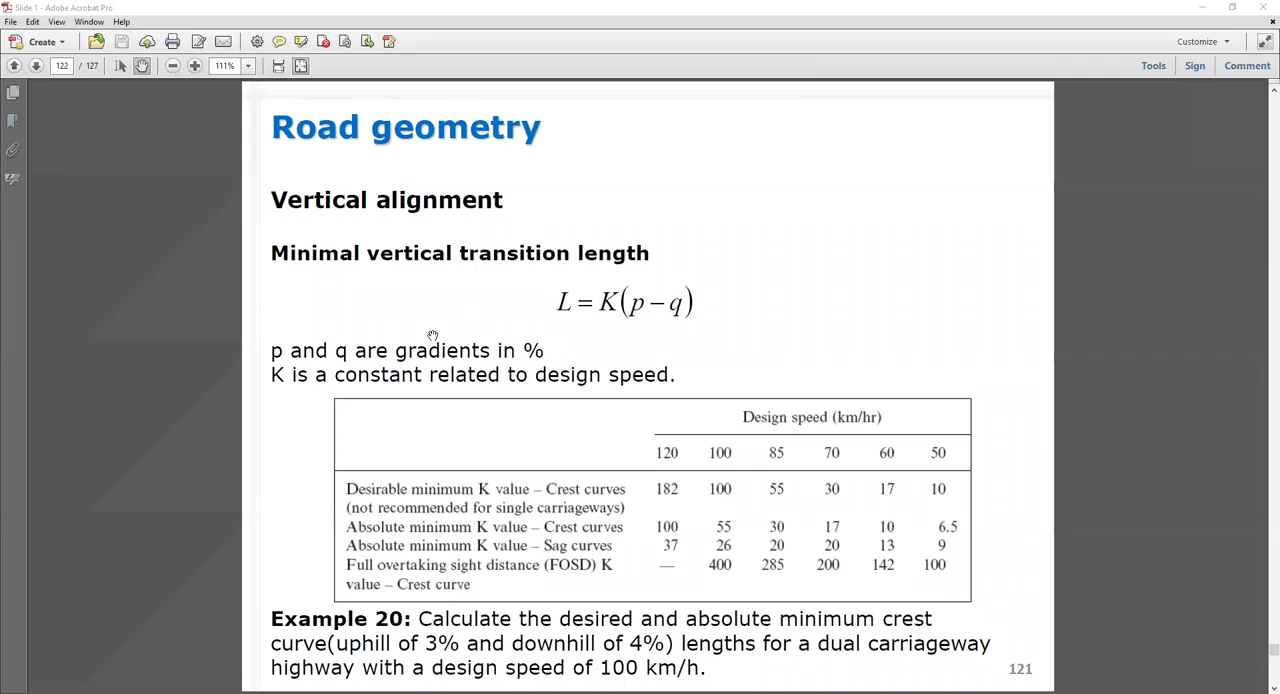 Slide 1 - Adobe Acrobat Pro
File Edit View Window Help
Create Customize
122 / 127 111% Tools Sign Comment
Road geometry
Vertical alignment
Minimal vertical transition length
L = K(p − q)
p and q are gradients in %
K is a constant related to design speed.
Design speed (km/hr)
120 100 85 70 60 50
Desirable minimum K value – Crest curves 182 100 55 30 17 10
(not recommended for single carriageways)
Absolute minimum K value – Crest curves 100 55 30 17 10 6.5
Absolute minimum K value – Sag curves 37 26 20 20 13 9
Full overtaking sight distance (FOSD) K — 400 285 200 142 100
value – Crest curve
Example 20: Calculate the desired and absolute minimum crest
curve(uphill of 3% and downhill of 4%) lengths for a dual carriageway
highway with a design speed of 100 km/h.
121